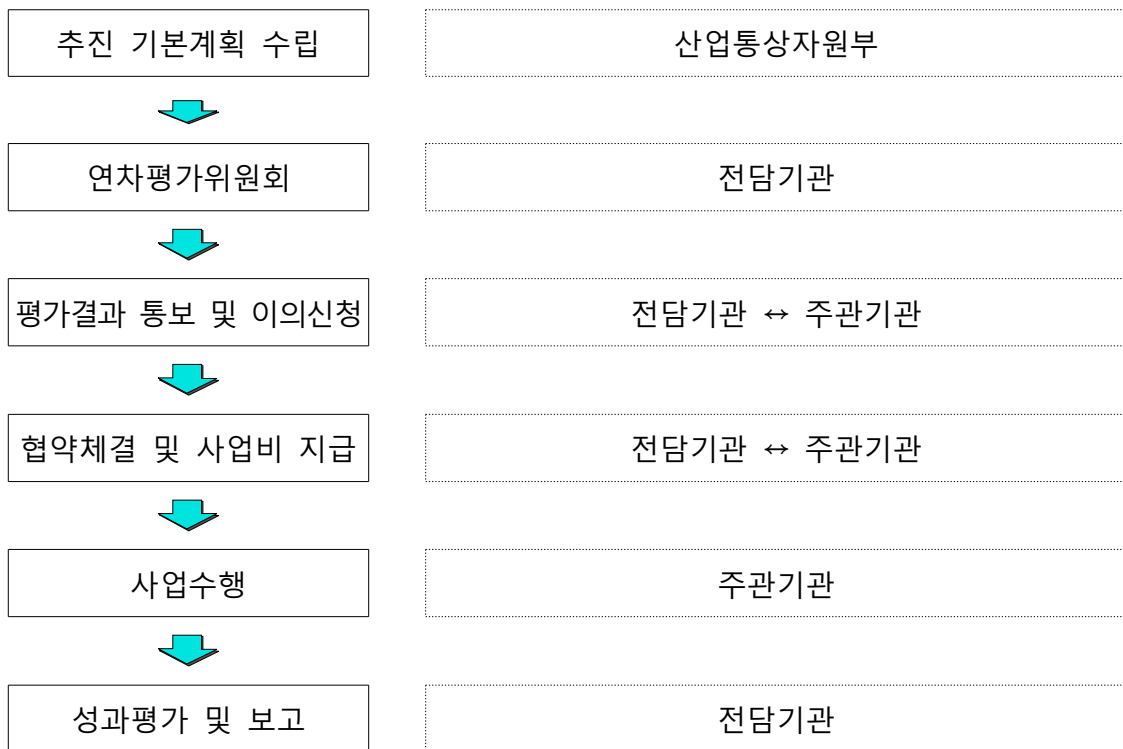 추진 기본계획 수립
산업통상자원부
연차평가위원회
전담기관
평가결과 통보 및 이의신청
전담기관 ↔ 주관기관
협약체결 및 사업비 지급
전담기관 ↔ 주관기관
사업수행
주관기관
성과평가 및 보고
전담기관